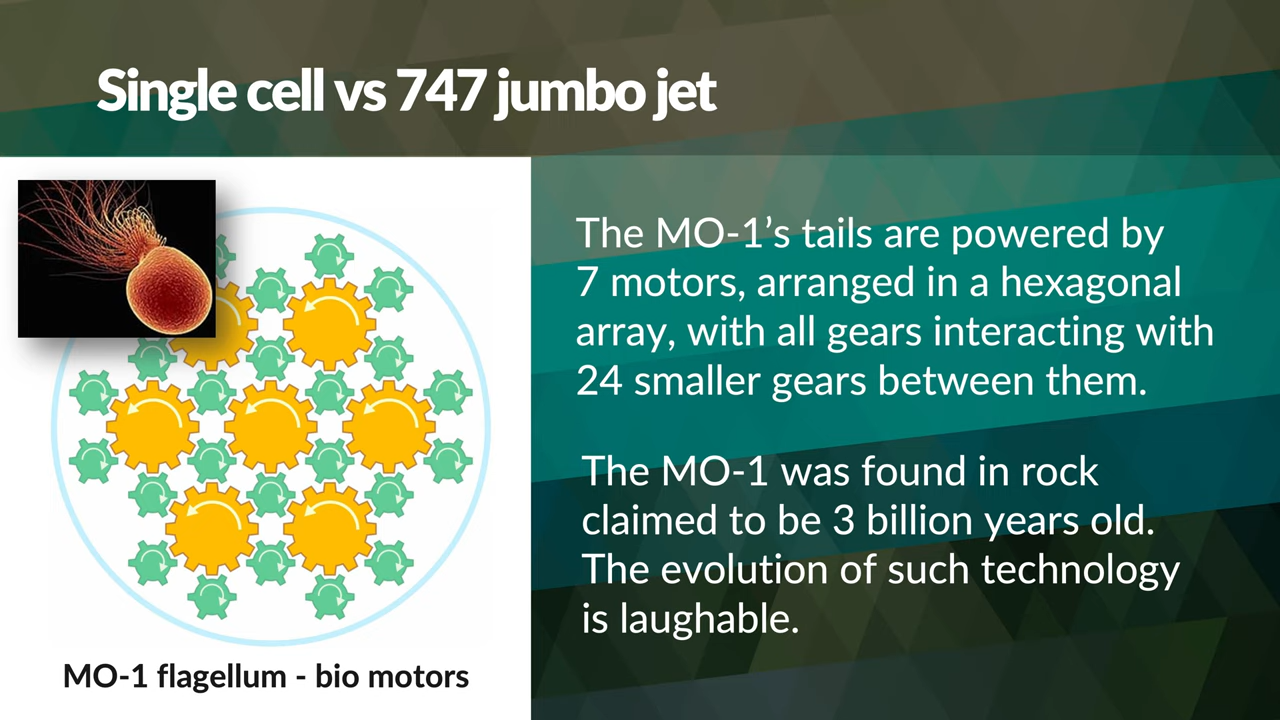 Single cell vs 747 jumbo jet
The MO-1’s tails are powered by
7 motors, arranged in a hexagonal
array, with all gears interacting with
24 smaller gears between them.
The MO-1 was found in rock
claimed to be 3 billion years old.
The evolution of such technology
is laughable.
MO-1 flagellum - bio motors